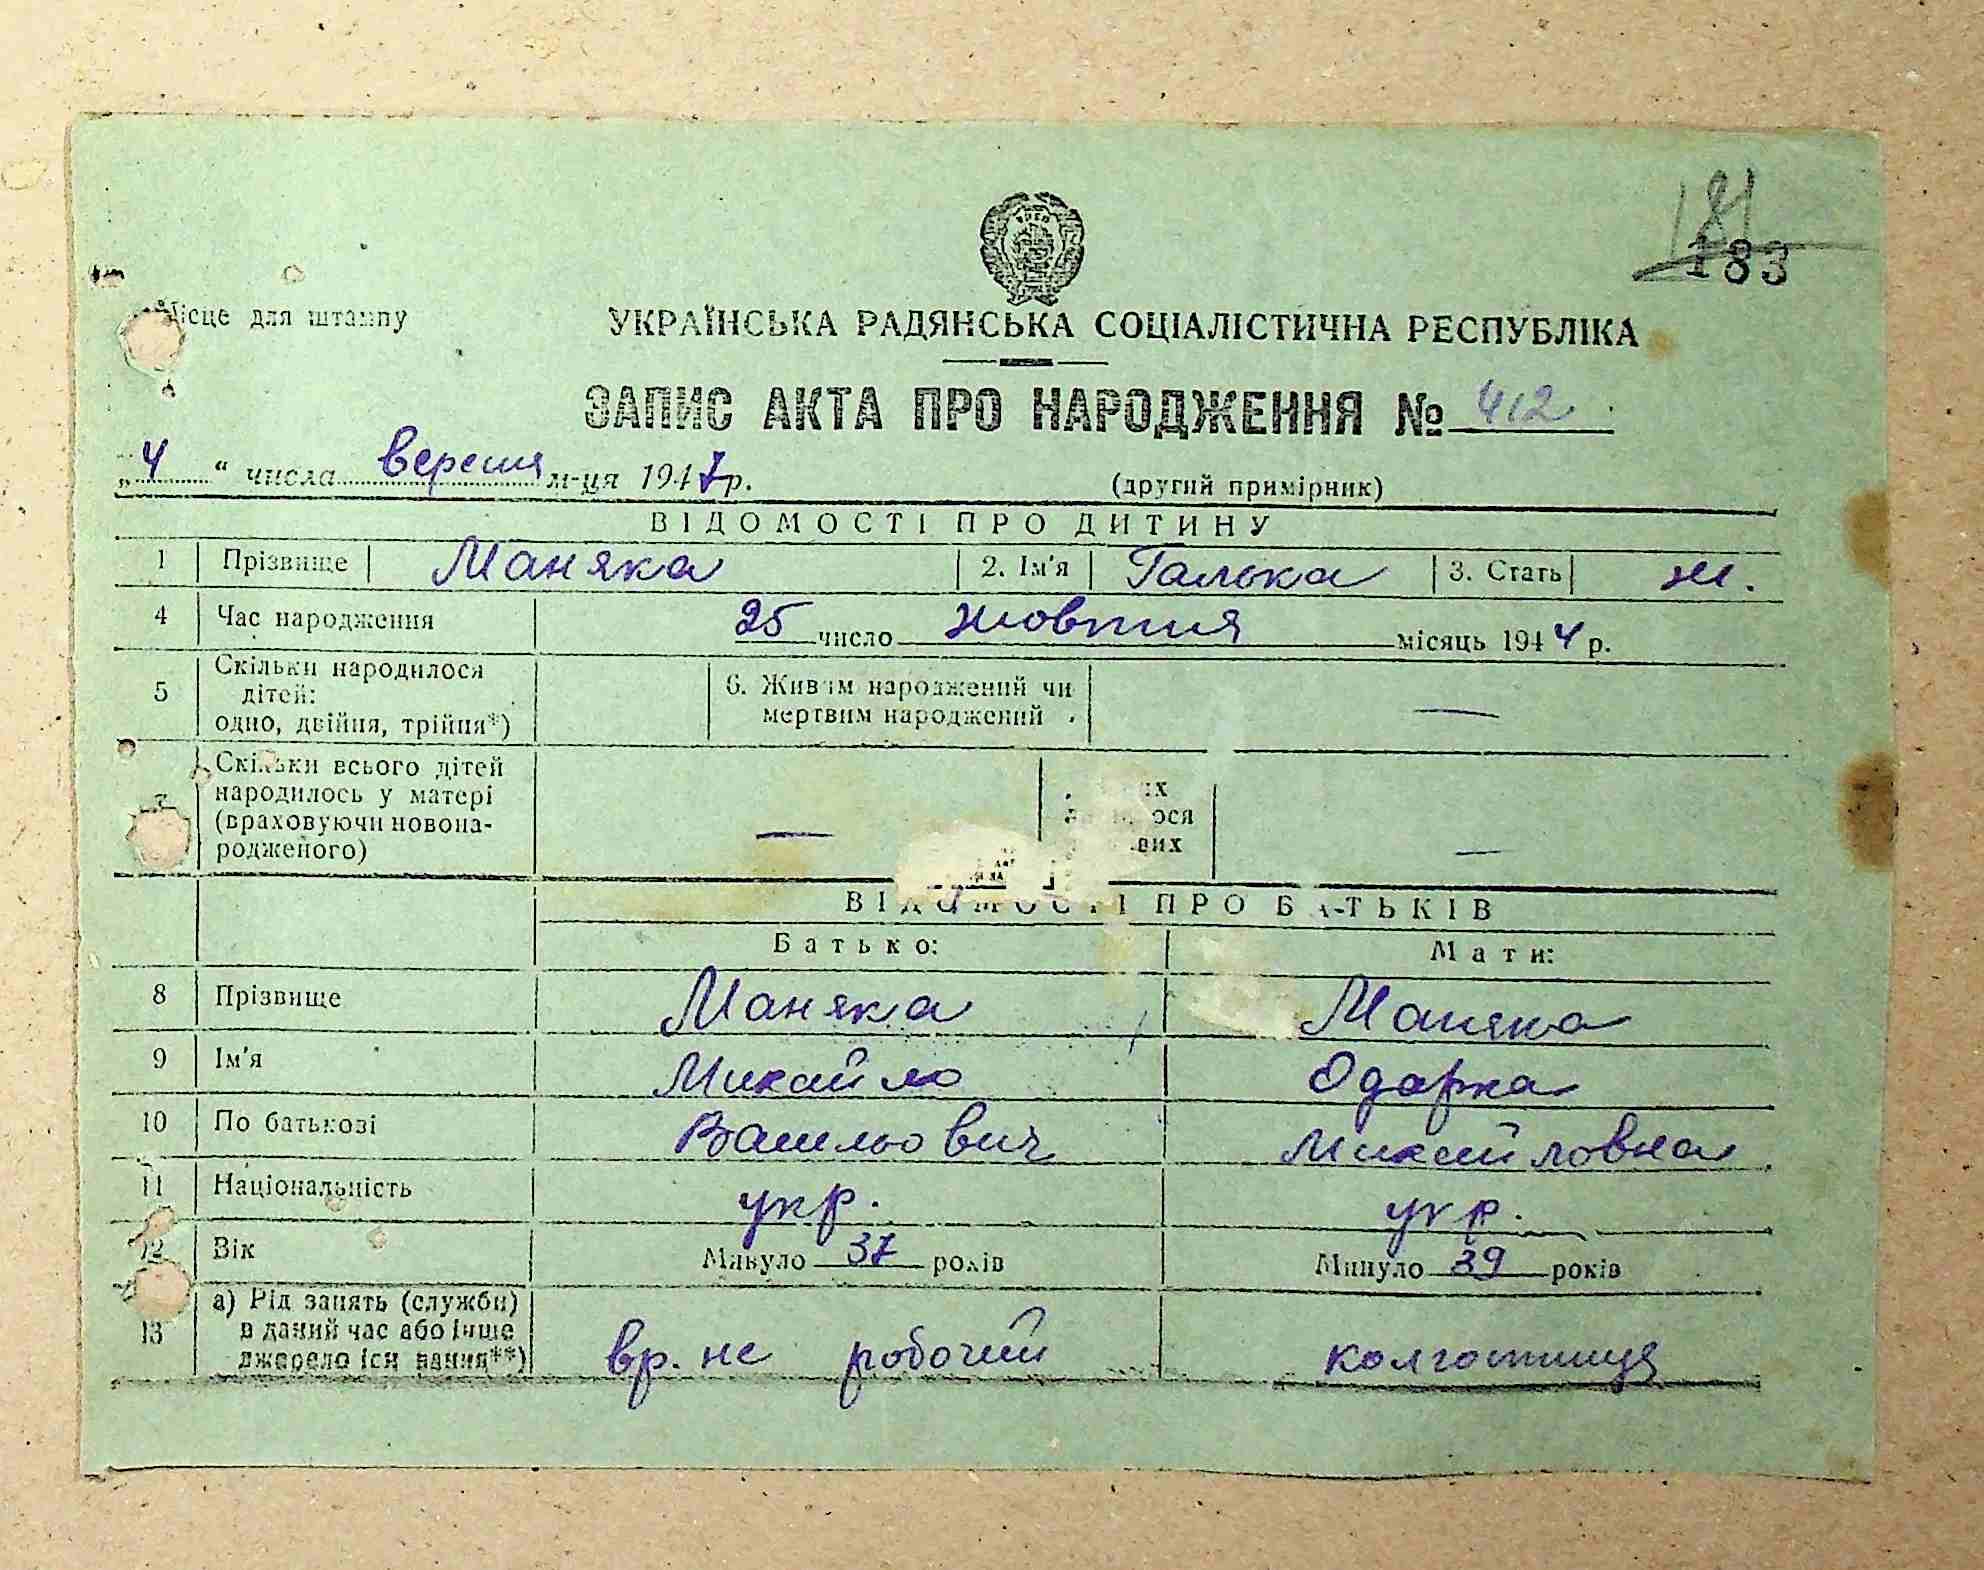 181
183
Місце для штампу
УКРАЇНСЬКА РАДЯНСЬКА СОЦІАЛІСТИЧНА РЕСПУБЛІКА
ЗАПИС АКТА ПРО НАРОДЖЕННЯ № 412
„4“ числа вересня м-ця 1947 р. (другий примірник)
ВІДОМОСТІ ПРО ДИТИНУ
1 Прізвище Маняка 2. Ім'я Галька 3. Стать ж.
4 Час народження 25 число жовтня місяць 1944 р.
5 Скільки народилося дітей: одно, двійня, трійня*) 6. Живим народжений чи мертвим народжений —
7 Скільки всього дітей народилось у матері (враховуючи новонародженого) — —
ВІДОМОСТІ ПРО БАТЬКІВ
Батько: Мати:
8 Прізвище Маняка Маняка
9 Ім'я Михайло Одарка
10 По батькові Васильович Михайловна
11 Національність укр. укр.
12 Вік Минуло 37 років Минуло 39 років
13 а) Рід занять (служби) в даний час або інше джерело існування**) вр. не робочий колгоспниця